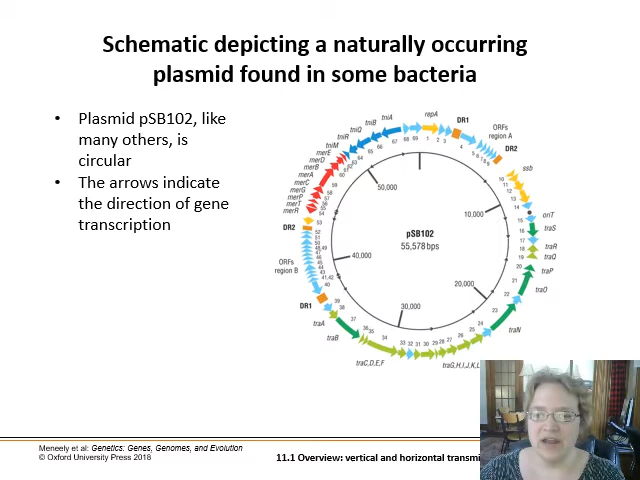 Schematic depicting a naturally occurring
plasmid found in some bacteria
• Plasmid pSB102, like
many others, is
circular
• The arrows indicate
the direction of gene
transcription
repA
DR1
ORFs
region A
DR2
ssb
oriT
traS
traR
traQ
traP
traO
traN
traG,H,I,J,K,L
traC,D,E,F
traB
traA
DR1
ORFs
region B
DR2
merR
merT
merP
merG
merC
merA
merB
merD
merE
tniM
tniR
tniQ
tniB
tniA
50,000
10,000
pSB102
55,578 bps
40,000
20,000
30,000
Meneely et al: Genetics: Genes, Genomes, and Evolution
© Oxford University Press 2018
11.1 Overview: vertical and horizontal